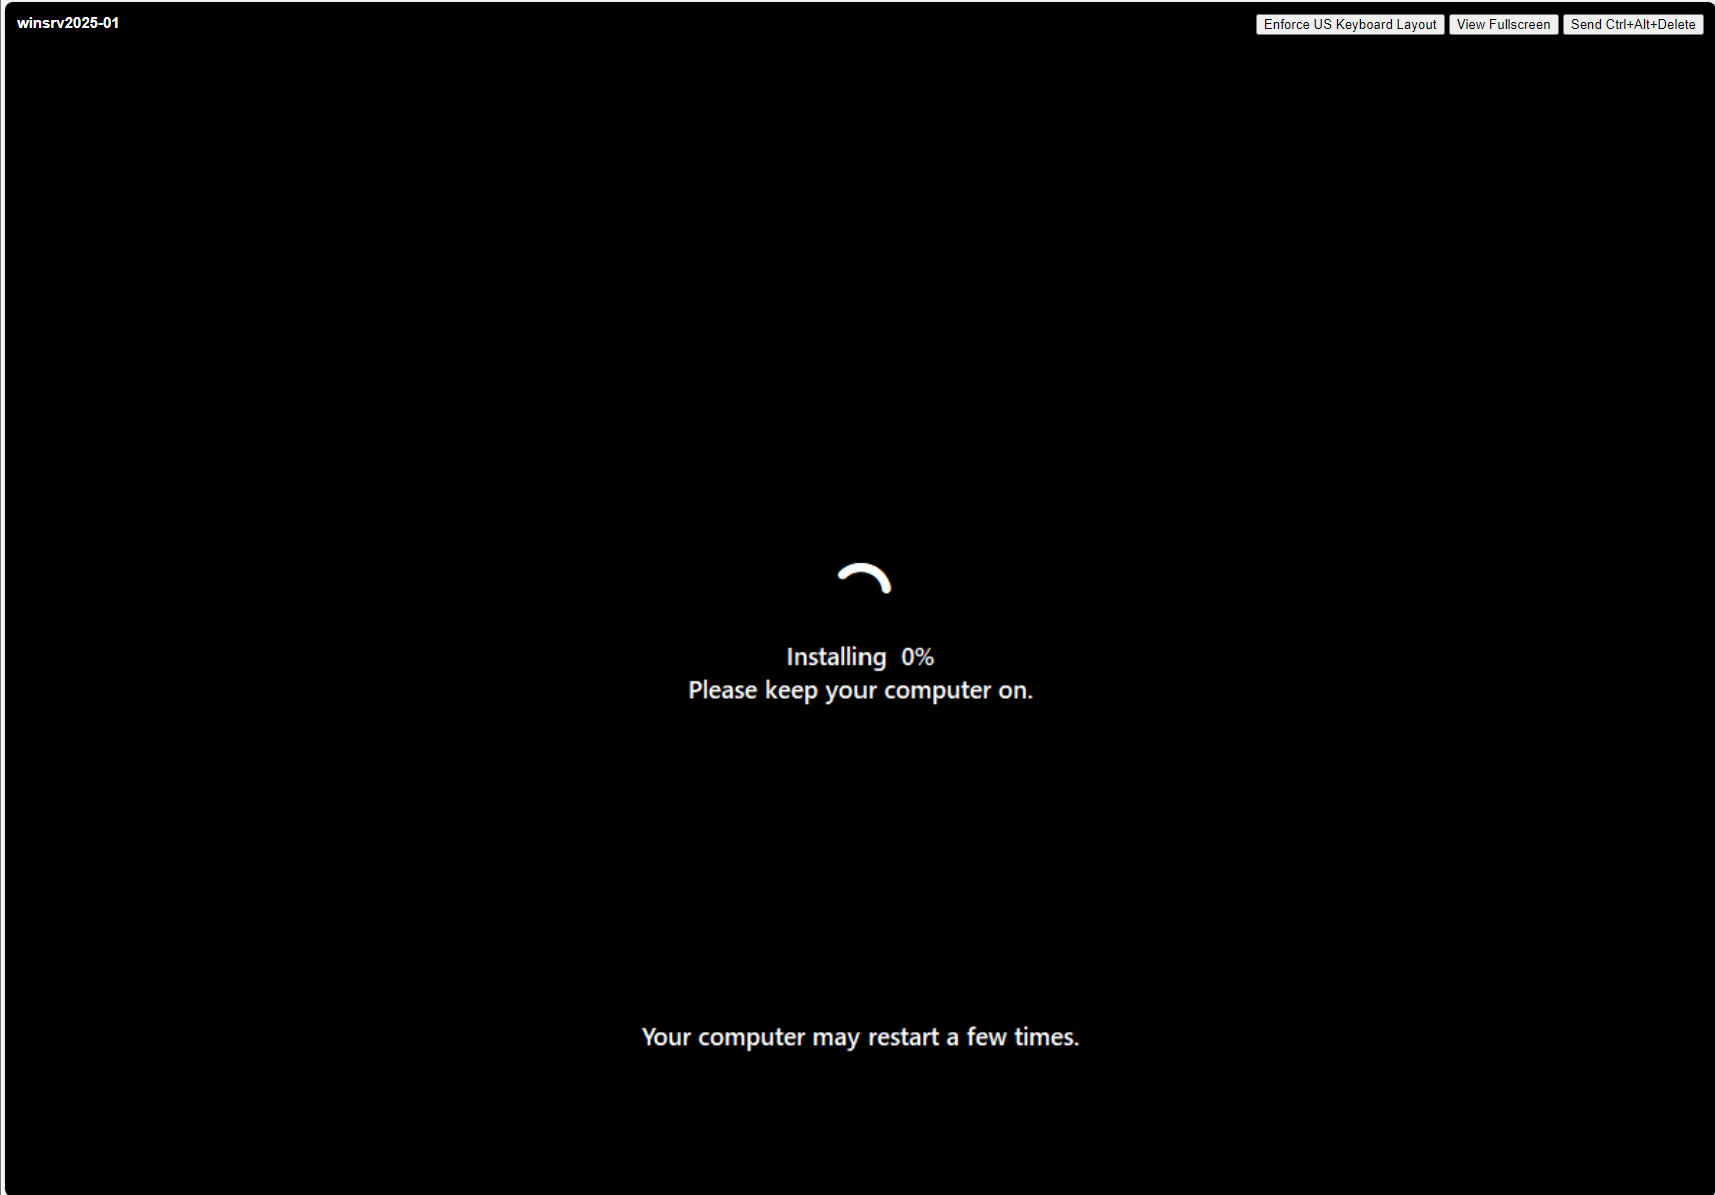 winsrv2025-01
Enforce US Keyboard Layout View Fullscreen Send Ctrl+Alt+Delete
Installing 0%
Please keep your computer on.
Your computer may restart a few times.